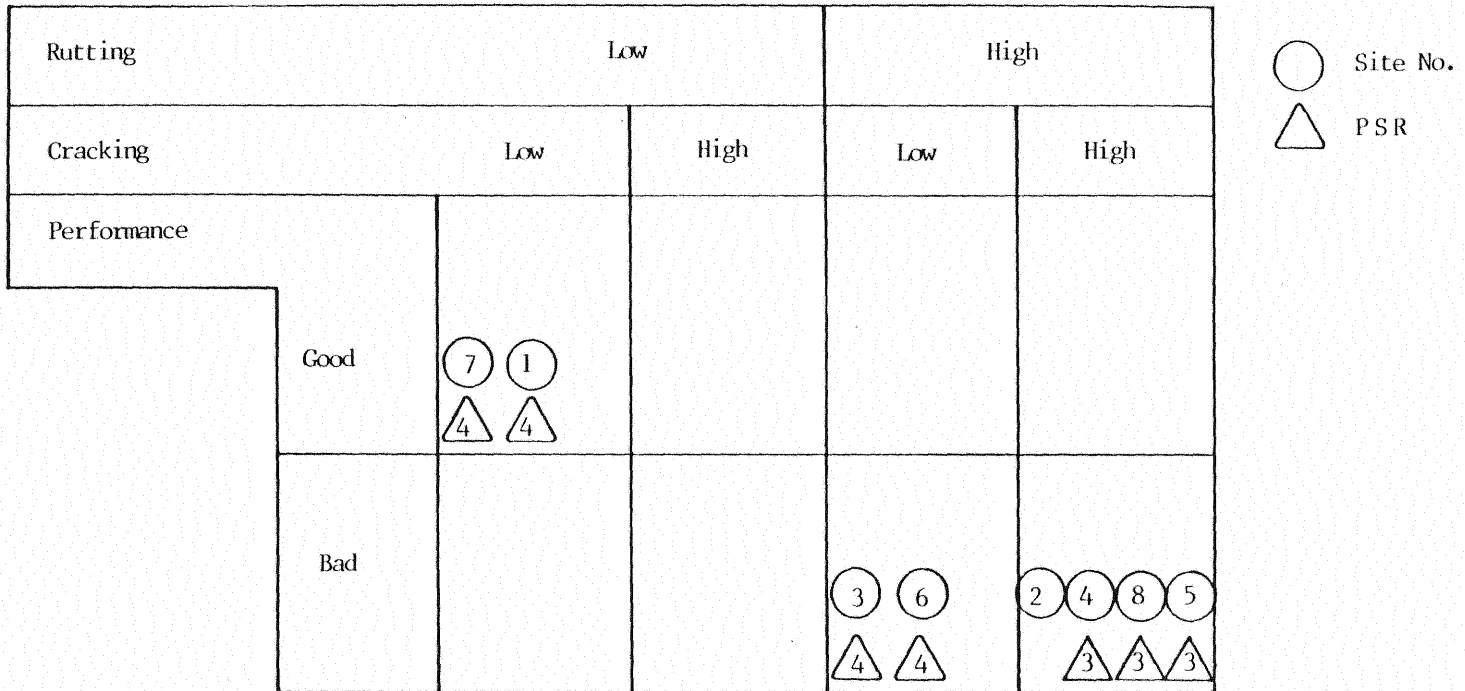 Rutting Low High
Site No.
PSR
Cracking Low High Low High
Performance
Good 7 1
4 4
Bad
3 6 2 4 8 5
4 4 3 3 3